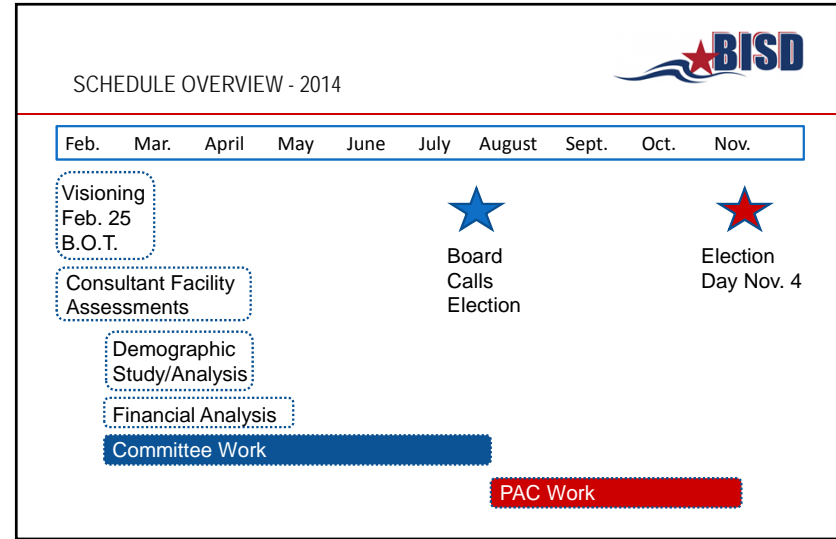 BISD
SCHEDULE OVERVIEW - 2014
Feb. Mar. April May June July August Sept. Oct. Nov.
Visioning
Feb. 25
B.O.T.
Board
Calls
Election
Election
Day Nov. 4
Consultant Facility
Assessments
Demographic
Study/Analysis
Financial Analysis
Committee Work
PAC Work